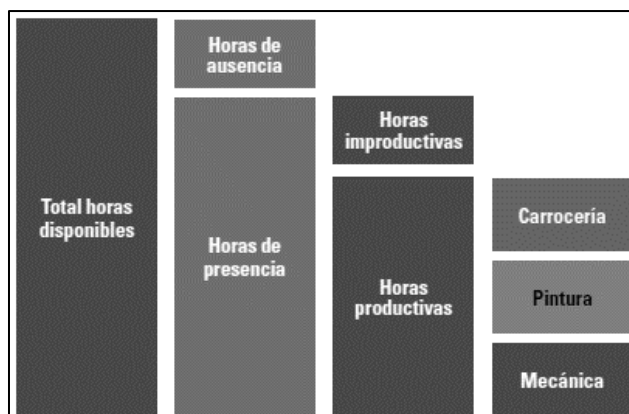 Total horas
disponibles
Horas de
ausencia
Horas de
presencia
Horas
improductivas
Horas
productivas
Carrocería
Pintura
Mecánica